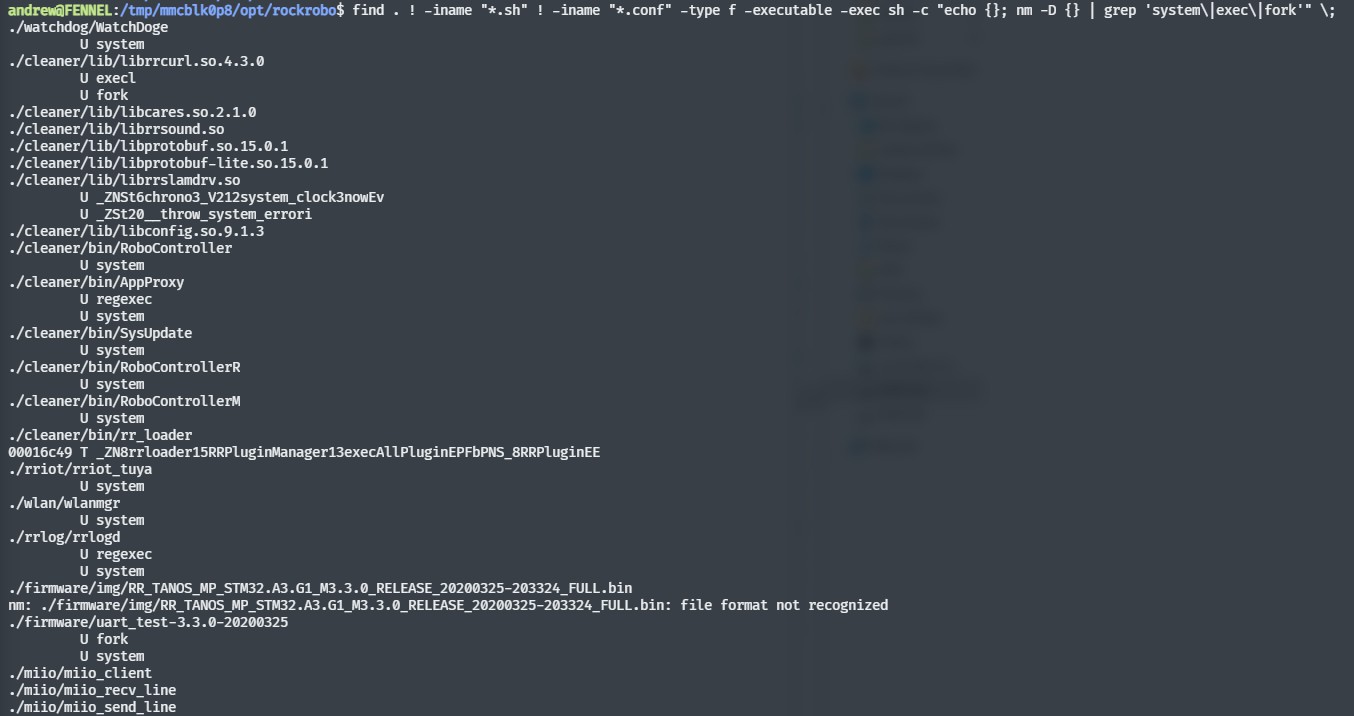 andrew@FENNEL:/tmp/mmcblk0p8/opt/rockrobo$ find . ! -iname "*.sh" ! -iname "*.conf" -type f -executable -exec sh -c "echo {}; nm -D {} | grep 'system\|exec\|fork'" \;
./watchdog/WatchDoge
U system
./cleaner/lib/librrcurl.so.4.3.0
U execl
U fork
./cleaner/lib/libcares.so.2.1.0
./cleaner/lib/librrsound.so
./cleaner/lib/libprotobuf.so.15.0.1
./cleaner/lib/libprotobuf-lite.so.15.0.1
./cleaner/lib/librrslamdrv.so
U _ZNSt6chrono3_V212system_clock3nowEv
U _ZSt20__throw_system_errori
./cleaner/lib/libconfig.so.9.1.3
./cleaner/bin/RoboController
U system
./cleaner/bin/AppProxy
U regexec
U system
./cleaner/bin/SysUpdate
U system
./cleaner/bin/RoboControllerR
U system
./cleaner/bin/RoboControllerM
U system
./cleaner/bin/rr_loader
00016c49 T _ZN8rrloader15RRPluginManager13execAllPluginEPFbPNS_8RRPluginEE
./rriot/rriot_tuya
U system
./wlan/wlanmgr
U system
./rrlog/rrlogd
U regexec
U system
./firmware/img/RR_TANOS_MP_STM32.A3.G1_M3.3.0_RELEASE_20200325-203324_FULL.bin
nm: ./firmware/img/RR_TANOS_MP_STM32.A3.G1_M3.3.0_RELEASE_20200325-203324_FULL.bin: file format not recognized
./firmware/uart_test-3.3.0-20200325
U fork
U system
./miio/miio_client
./miio/miio_recv_line
./miio/miio_send_line